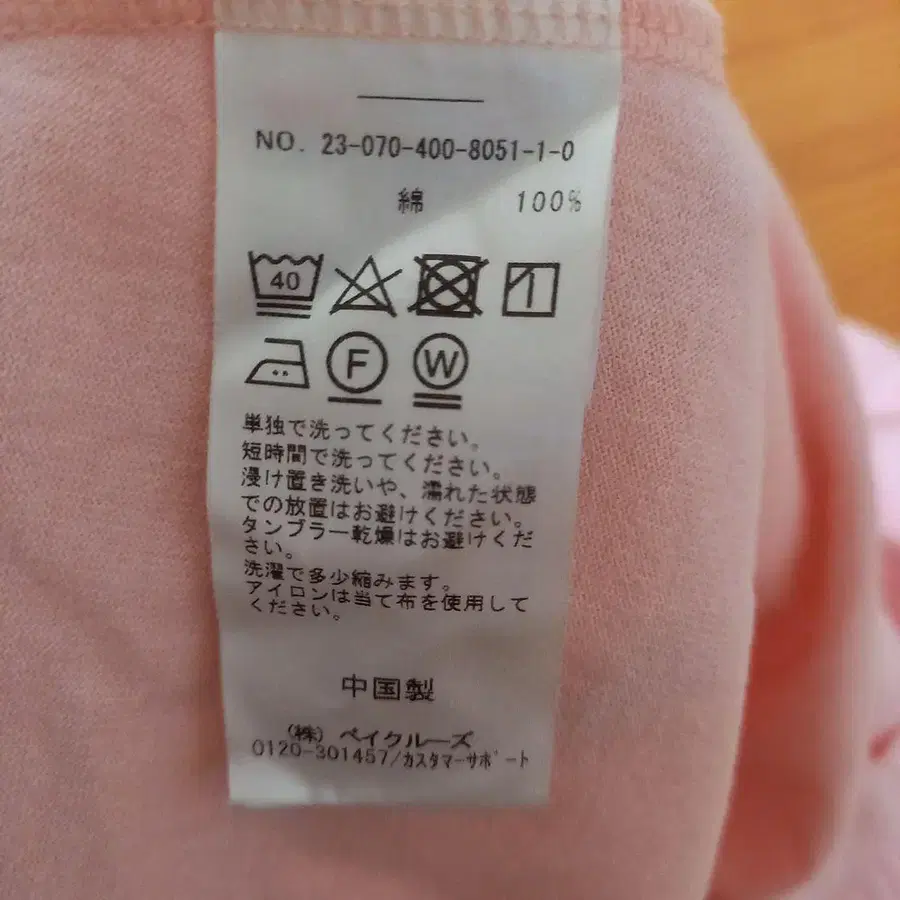 NO. 23-070-400-8051-1-0
綿 100%
40
F W
単独で洗ってください。
短時間で洗ってください。
浸け置き洗いや、濡れた状態
での放置はお避けください。
タンブラー乾燥はお避けくだ
さい。
洗濯で多少縮みます。
アイロンは当て布を使用して
ください。
中国製
(株) ベイクルーズ
0120-301457/カスタマーサポート